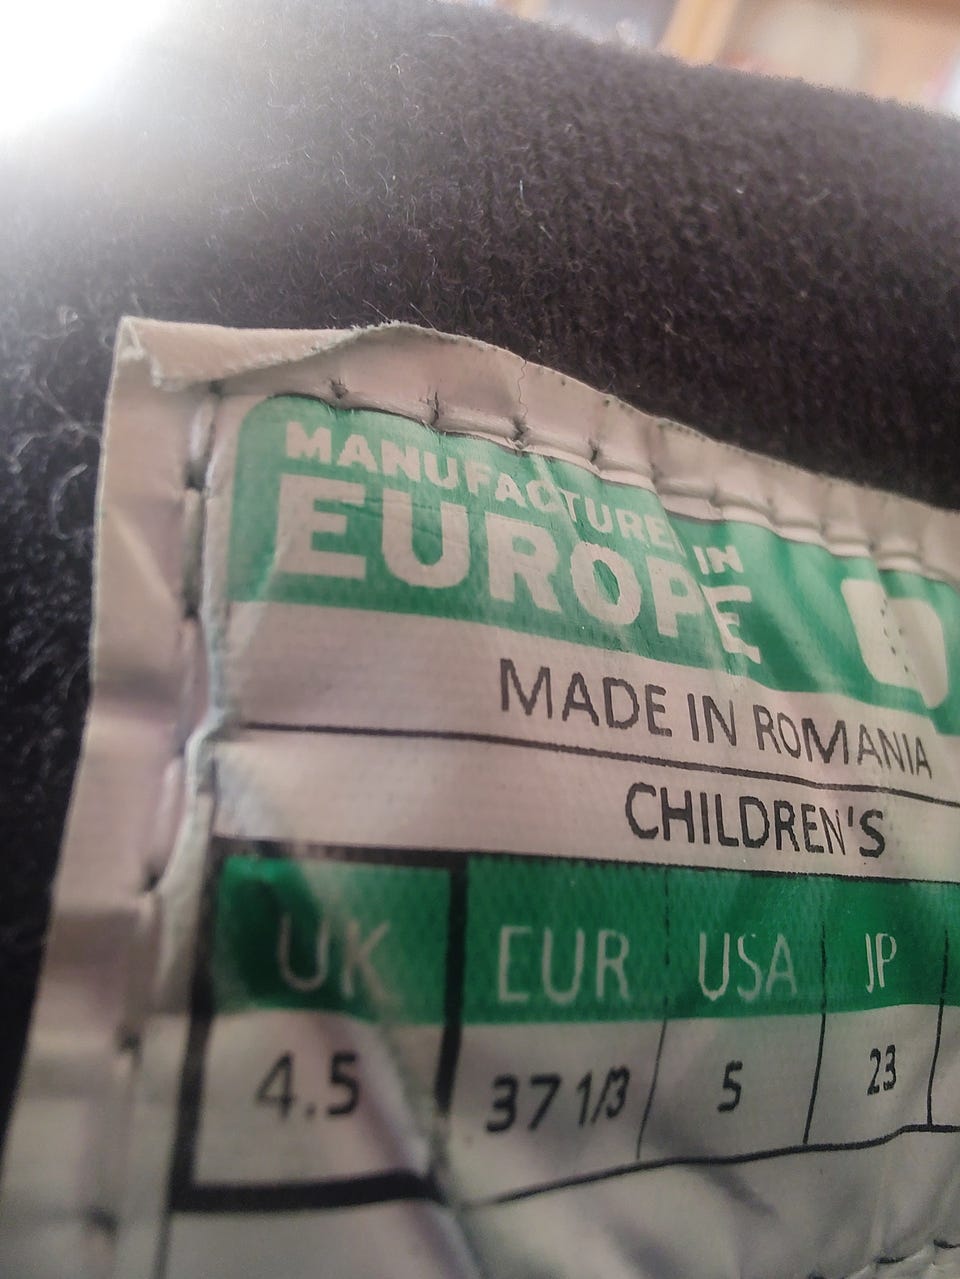 MANUFACTURED IN
EUROPE
MADE IN ROMANIA
CHILDREN'S
UK EUR USA JP
4.5 37 1/3 5 23